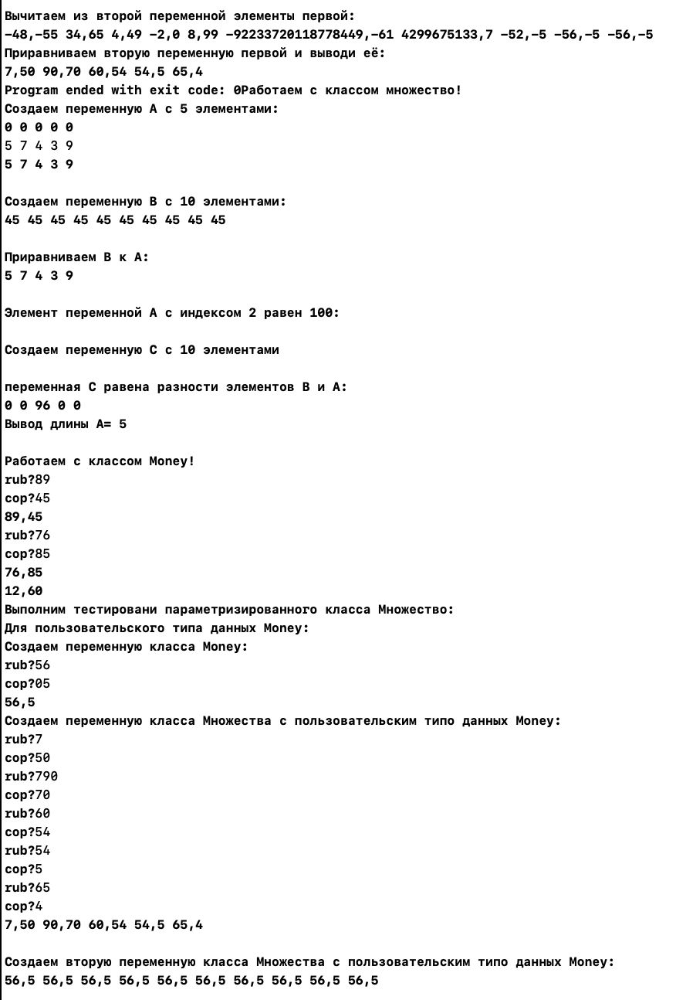 Вычитаем из второй переменной элементы первой:
-48,-55 34,65 4,49 -2,0 8,99 -92233720118778449,-61 4299675133,7 -52,-5 -56,-5 -56,-5
Приравниваем вторую переменную первой и выводи её:
7,50 90,70 60,54 54,5 65,4
Program ended with exit code: 0Работаем с классом множество!
Создаем переменную А с 5 элементами:
0 0 0 0 0
5 7 4 3 9
5 7 4 3 9
Создаем переменную В с 10 элементами:
45 45 45 45 45 45 45 45 45 45
Приравниваем В к А:
5 7 4 3 9
Элемент переменной А с индексом 2 равен 100:
Создаем переменную С с 10 элементами
переменная С равена разности элементов В и А:
0 0 96 0 0
Вывод длины А= 5
Работаем с классом Money!
rub?89
cop?45
89,45
rub?76
cop?85
76,85
12,60
Выполним тестировани параметризированного класса Множество:
Для пользовательского типа данных Money:
Создаем переменную класса Money:
rub?56
cop?05
56,5
Создаем переменную класса Множества с пользовательским типо данных Money:
rub?7
cop?50
rub?790
cop?70
rub?60
cop?54
rub?54
cop?5
rub?65
cop?4
7,50 90,70 60,54 54,5 65,4
Создаем вторую переменную класса Множества с пользовательским типо данных Money:
56,5 56,5 56,5 56,5 56,5 56,5 56,5 56,5 56,5 56,5